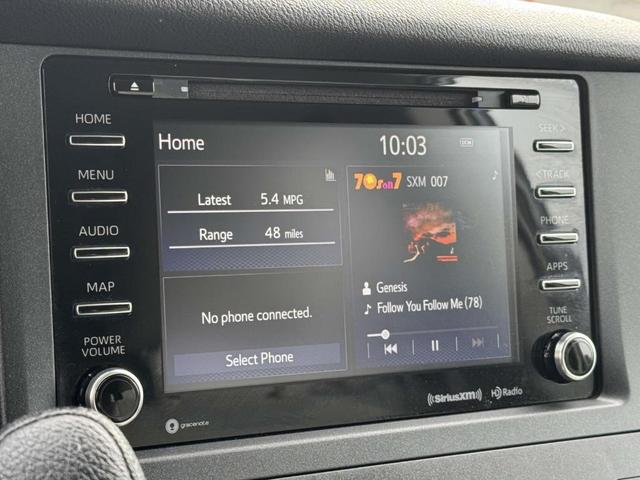 HOME
MENU
AUDIO
MAP
POWER
VOLUME
Home
10:03
DCM
Latest 5.4 MPG
Range 48 miles
No phone connected.
Select Phone
70s on 7 SXM 007
Genesis
Follow You Follow Me (78)
SEEK>
<TRACK
PHONE
APPS
TUNE
SCROLL
gracenote
SiriusXM
HD Radio